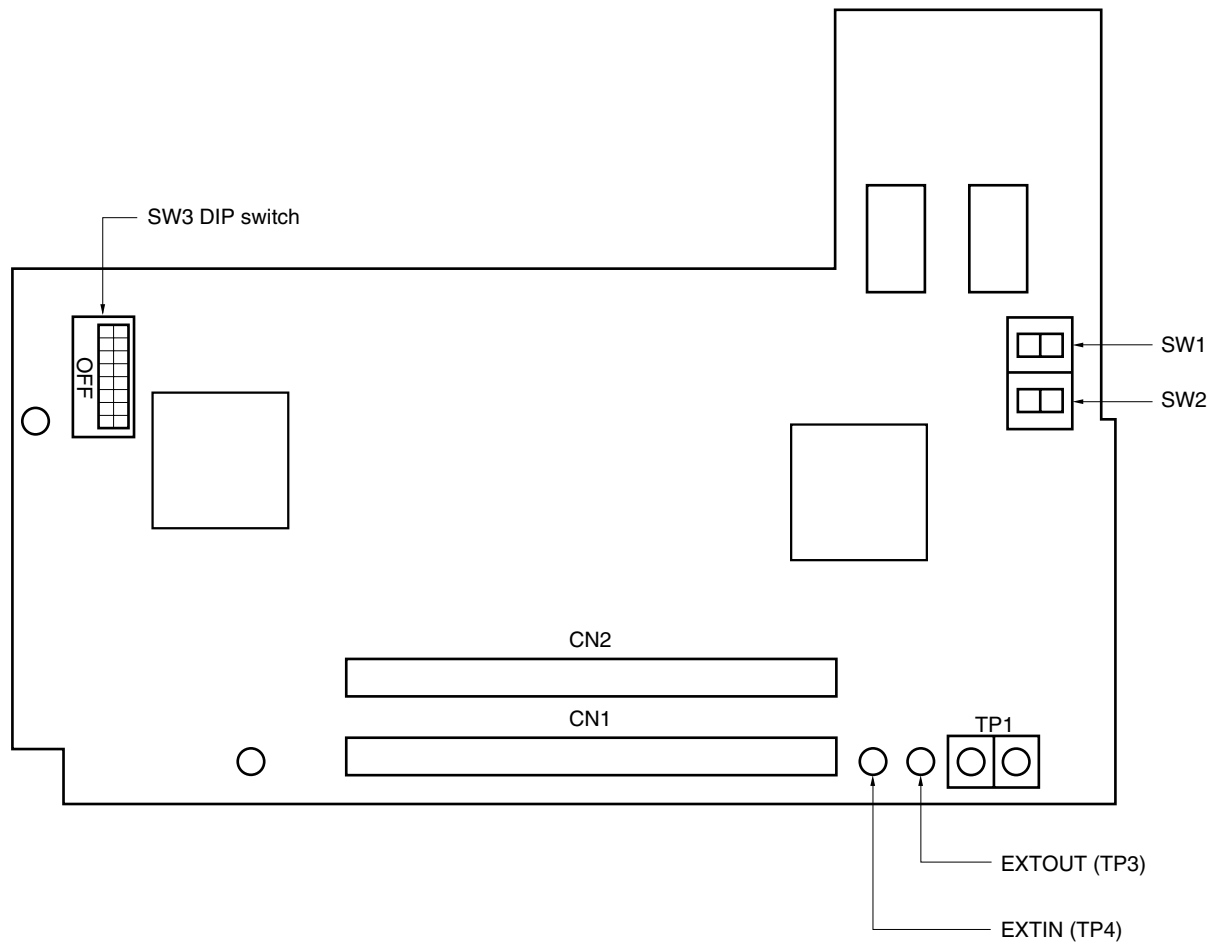 SW3 DIP switch
OFF
SW1
SW2
CN2
CN1
TP1
EXTOUT (TP3)
EXTIN (TP4)